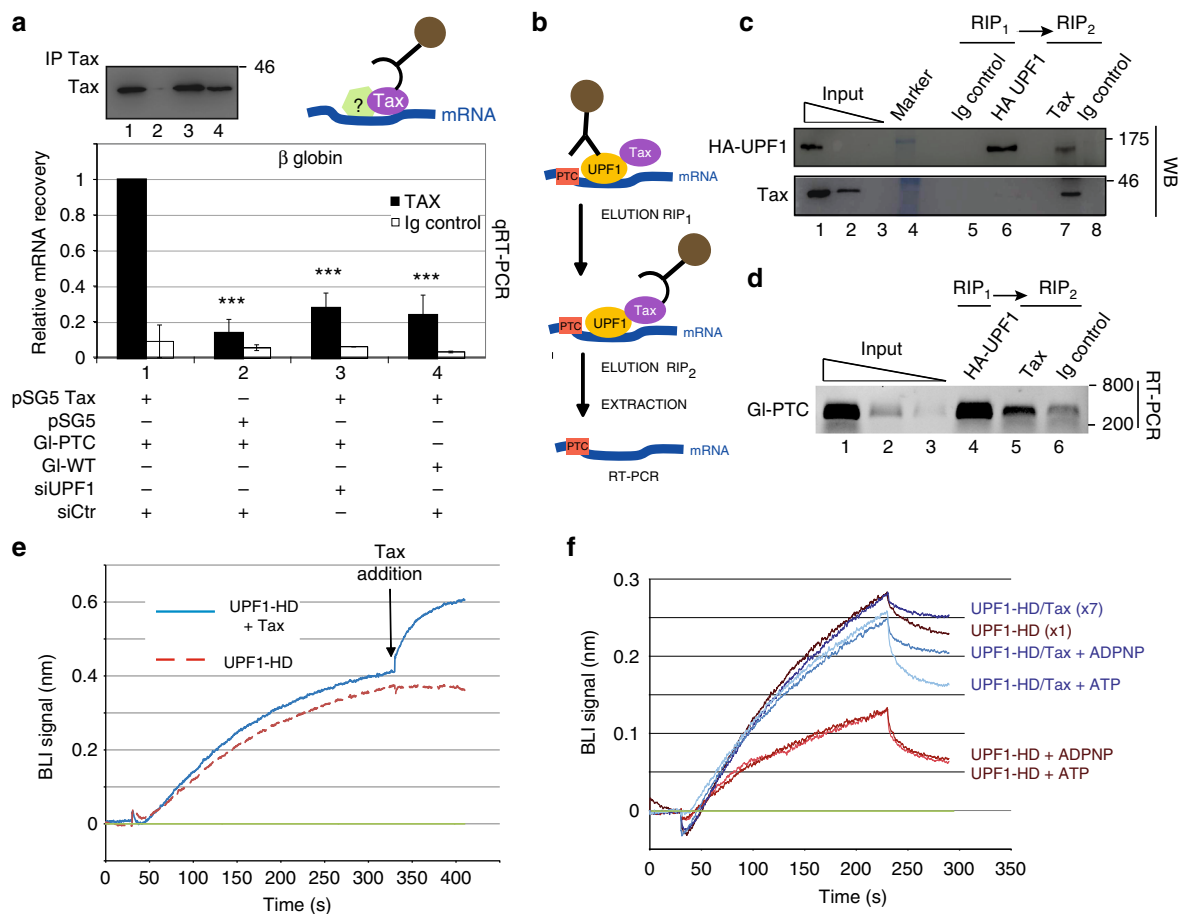 a
IP Tax
Tax
46
1 2 3 4
?
Tax
mRNA
β globin
Relative mRNA recovery
1
0.8
0.6
0.4
0.2
0
TAX
Ig control
***
***
***
qRT-PCR
1 2 3 4
pSG5 Tax + – + +
pSG5 – + – –
GI-PTC + + + –
GI-WT – – – +
siUPF1 – – + –
siCtr + + – +
b
Tax
UPF1
PTC
mRNA
ELUTION RIP1
Tax
UPF1
PTC
mRNA
ELUTION RIP2
EXTRACTION
PTC
mRNA
RT-PCR
c
RIP1
RIP2
Input
Marker
Ig control
HA UPF1
Tax
Ig control
HA-UPF1
175
Tax
46
WB
1 2 3 4 5 6 7 8
d
RIP1
RIP2
Input
HA-UPF1
Tax
Ig control
GI-PTC
800
200
RT-PCR
1 2 3 4 5 6
e
Tax
addition
UPF1-HD
+ Tax
UPF1-HD
BLI signal (nm)
0.6
0.4
0.2
0
0 50 100 150 200 250 300 350 400
Time (s)
f
BLI signal (nm)
0.3
0.2
0.1
0
UPF1-HD/Tax (x7)
UPF1-HD (x1)
UPF1-HD/Tax + ADPNP
UPF1-HD/Tax + ATP
UPF1-HD + ADPNP
UPF1-HD + ATP
0 50 100 150 200 250 300 350
Time (s)